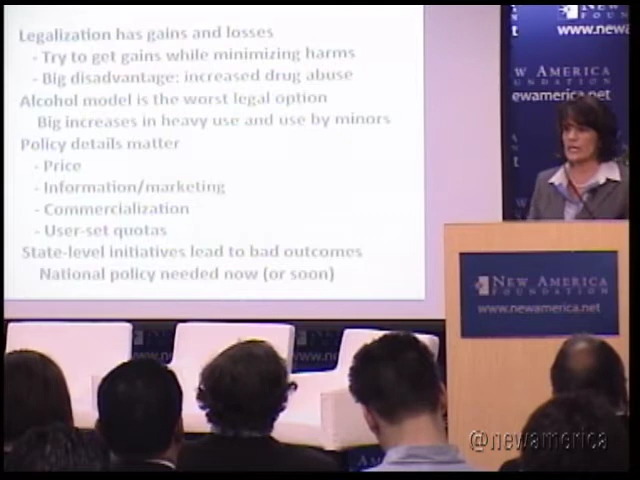 Legalization has gains and losses
- Try to get gains while minimizing harms
- Big disadvantage: increased drug abuse
Alcohol model is the worst legal option
Big increases in heavy use and use by minors
Policy details matter
- Price
- Information/marketing
- Commercialization
- User-set quotas
State-level initiatives lead to bad outcomes
National policy needed now (or soon)
www.newa
W AMERICA
ewamerica.net
NEW AMERICA
FOUNDATION
www.newamerica.net
@newamerica